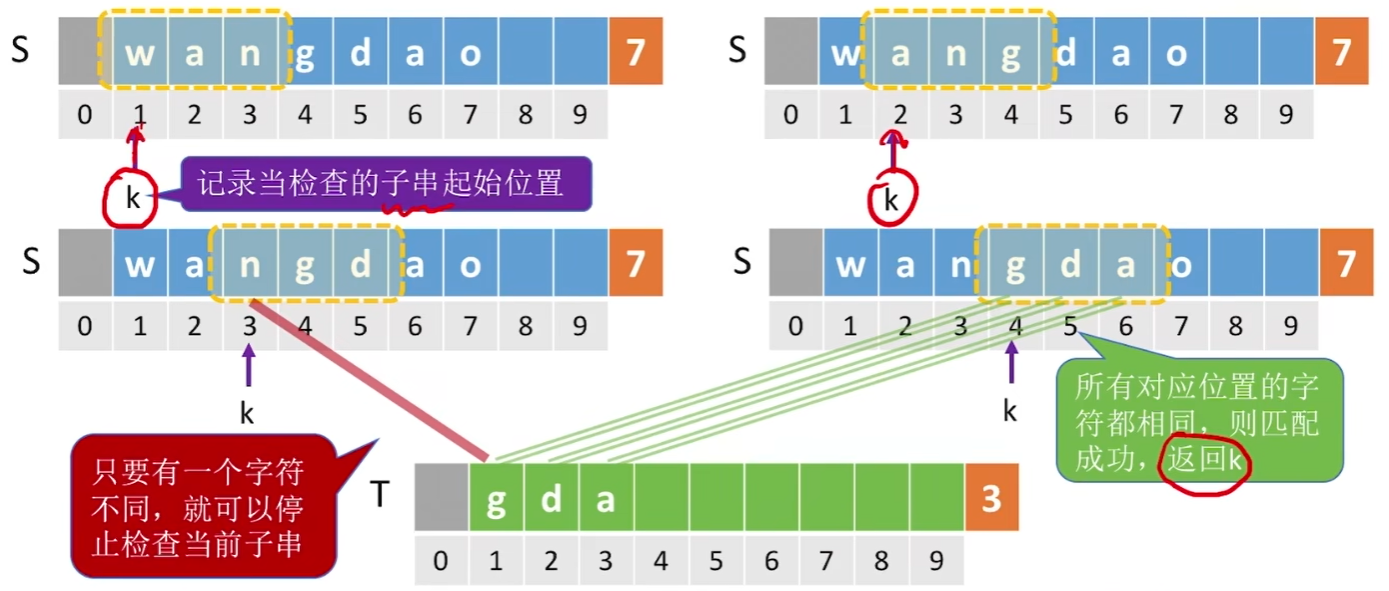 S w a n g d a o 7
0 1 2 3 4 5 6 7 8 9
k
记录当检查的子串起始位置
S w a n g d a o 7
0 1 2 3 4 5 6 7 8 9
k
S w a n g d a o 7
0 1 2 3 4 5 6 7 8 9
k
只要有一个字符
不同，就可以停
止检查当前子串
S w a n g d a o 7
0 1 2 3 4 5 6 7 8 9
k
所有对应位置的字
符都相同，则匹配
成功，返回k
T g d a 3
0 1 2 3 4 5 6 7 8 9